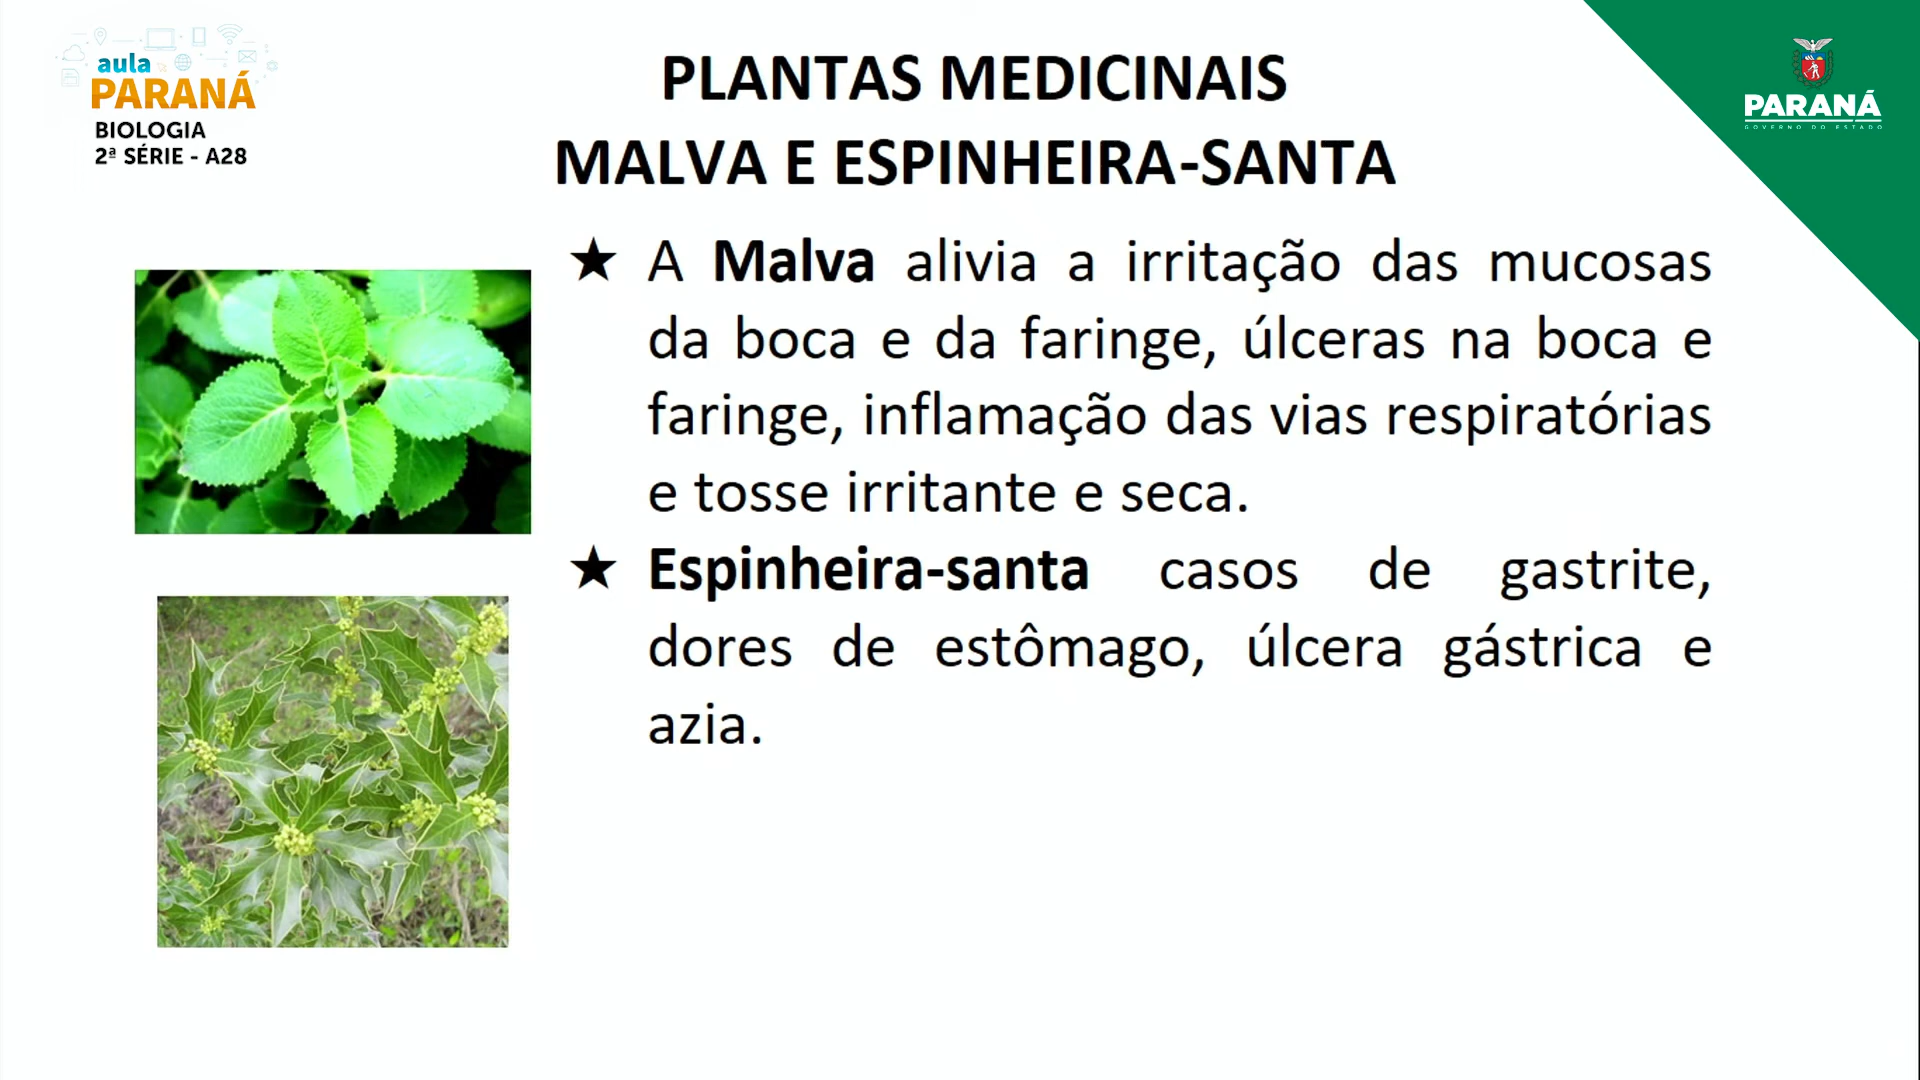 aula
PARANÁ
BIOLOGIA
2ª SÉRIE - A28
PLANTAS MEDICINAIS
MALVA E ESPINHEIRA-SANTA
PARANÁ
GOVERNO DO ESTADO
★ A Malva alivia a irritação das mucosas
da boca e da faringe, úlceras na boca e
faringe, inflamação das vias respiratórias
e tosse irritante e seca.
★ Espinheira-santa casos de gastrite,
dores de estômago, úlcera gástrica e
azia.